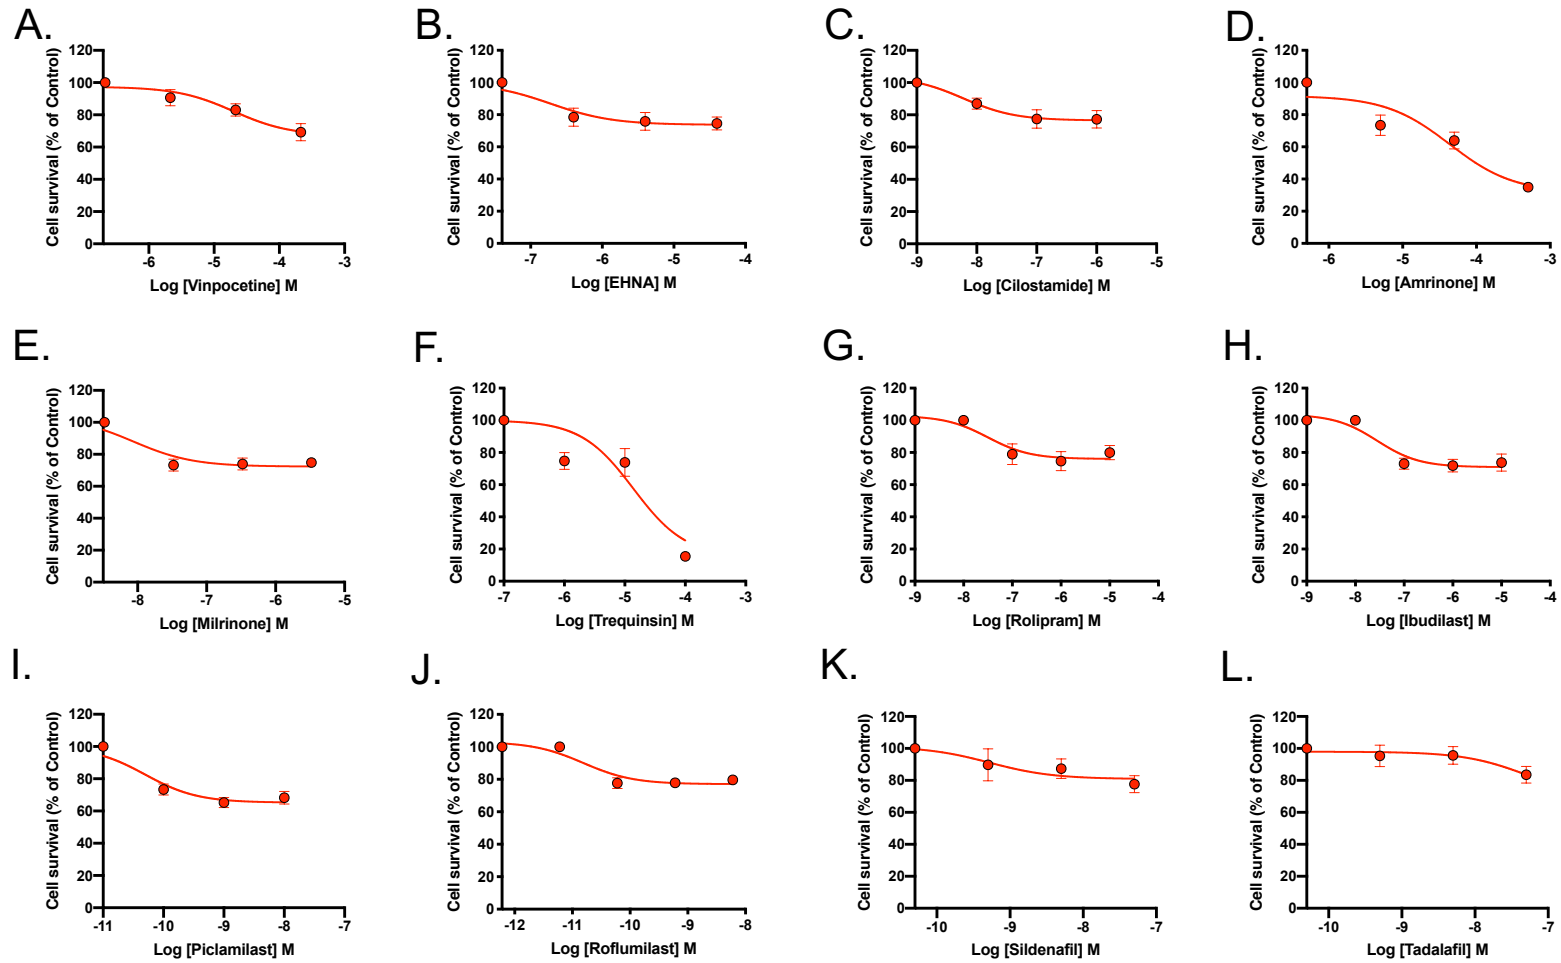 A.
Cell survival (% of Control)
120
100
80
60
40
20
0
-6 -5 -4 -3
Log [Vinpocetine] M
B.
Cell survival (% of Control)
120
100
80
60
40
20
0
-7 -6 -5 -4
Log [EHNA] M
C.
Cell survival (% of Control)
120
100
80
60
40
20
0
-9 -8 -7 -6 -5
Log [Cilostamide] M
D.
Cell survival (% of Control)
120
100
80
60
40
20
0
-6 -5 -4 -3
Log [Amrinone] M
E.
Cell survival (% of Control)
120
100
80
60
40
20
0
-8 -7 -6 -5
Log [Milrinone] M
F.
Cell survival (% of Control)
120
100
80
60
40
20
0
-7 -6 -5 -4 -3
Log [Trequinsin] M
G.
Cell survival (% of Control)
120
100
80
60
40
20
0
-9 -8 -7 -6 -5 -4
Log [Rolipram] M
H.
Cell survival (% of Control)
120
100
80
60
40
20
0
-9 -8 -7 -6 -5 -4
Log [Ibudilast] M
I.
Cell survival (% of Control)
120
100
80
60
40
20
0
-11 -10 -9 -8 -7
Log [Piclamilast] M
J.
Cell survival (% of Control)
120
100
80
60
40
20
0
-12 -11 -10 -9 -8
Log [Roflumilast] M
K.
Cell survival (% of Control)
120
100
80
60
40
20
0
-10 -9 -8 -7
Log [Sildenafil] M
L.
Cell survival (% of Control)
120
100
80
60
40
20
0
-10 -9 -8 -7
Log [Tadalafil] M